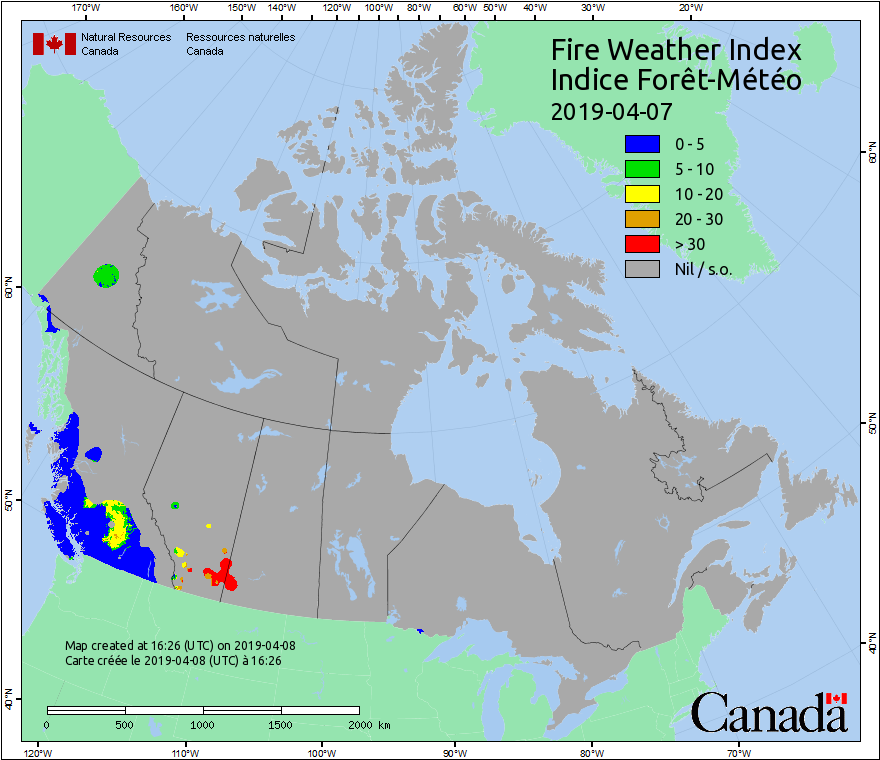 170°W 160°W 150°W 140°W 130°W 120°W 110°W 100°W 90°W 80°W 60°W 50°W 40°W 30°W 20°W
Natural Resources Ressources naturelles
Canada Canada
Fire Weather Index
Indice Forêt-Météo
2019-04-07
0 - 5
5 - 10
10 - 20
20 - 30
> 30
Nil / s.o.
60°N
60°N
50°N
50°N
40°N
40°N
Map created at 16:26 (UTC) on 2019-04-08
Carte créée le 2019-04-08 (UTC) à 16:26
0 500 1000 1500 2000 km
Canada
120°W 110°W 100°W 90°W 80°W 70°W